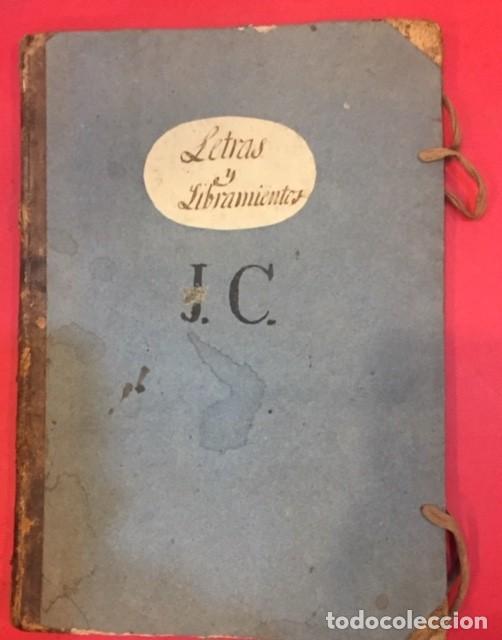 Letras
y
Libramientos
J. C.
todocoleccion